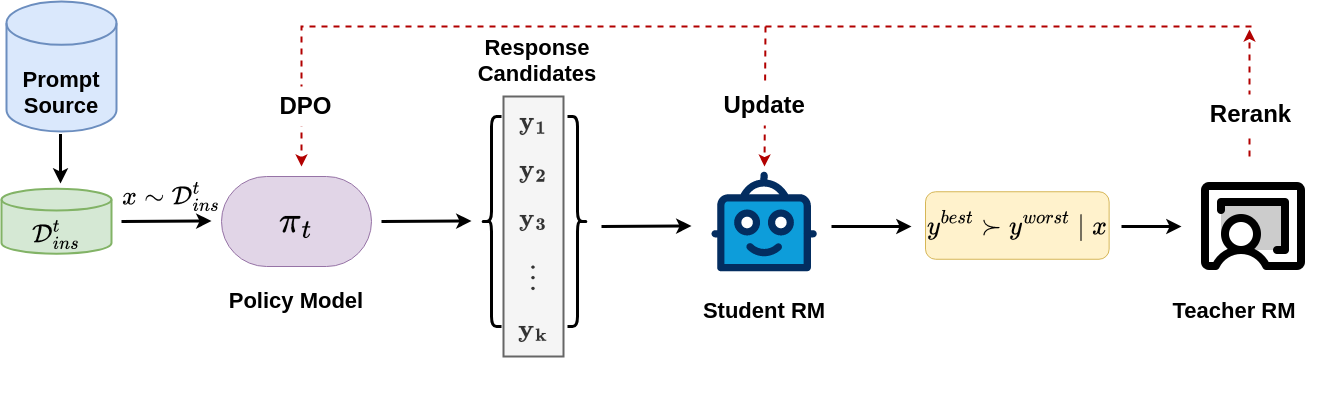 Prompt
Source
$\mathcal{D}_{ins}^{t}$
$x \sim \mathcal{D}_{ins}^{t}$
DPO
$\pi_t$
Policy Model
Response
Candidates
$\mathbf{y_1}$
$\mathbf{y_2}$
$\mathbf{y_3}$
⋮
$\mathbf{y_k}$
Update
Student RM
$y^{best} \succ y^{worst} \mid x$
Rerank
Teacher RM